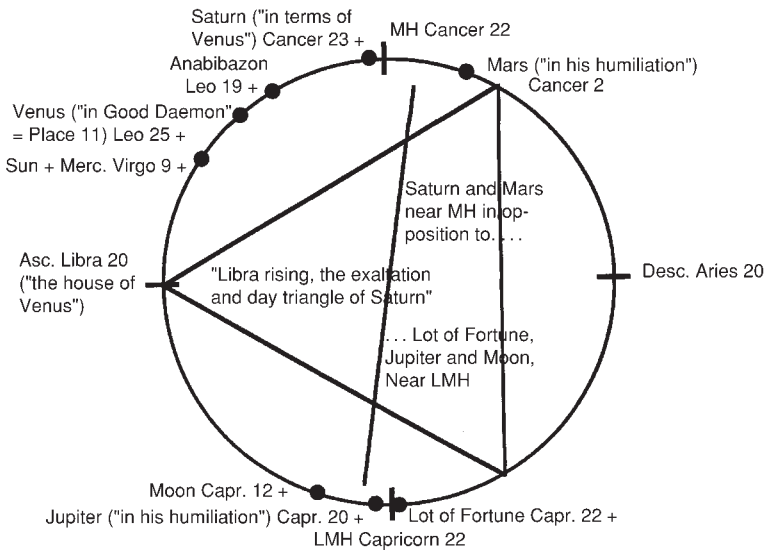 Saturn ("in terms of
Venus") Cancer 23 +
MH Cancer 22
Anabibazon
Leo 19 +
Mars ("in his humiliation")
Cancer 2
Venus ("in Good Daemon"
= Place 11) Leo 25 +
Sun + Merc. Virgo 9 +
Saturn and Mars
near MH in op-
position to. . . .
Asc. Libra 20
("the house of
Venus")
"Libra rising, the exaltation
and day triangle of Saturn"
Desc. Aries 20
. . . Lot of Fortune,
Jupiter and Moon,
Near LMH
Moon Capr. 12 +
Jupiter ("in his humiliation") Capr. 20 +
Lot of Fortune Capr. 22 +
LMH Capricorn 22